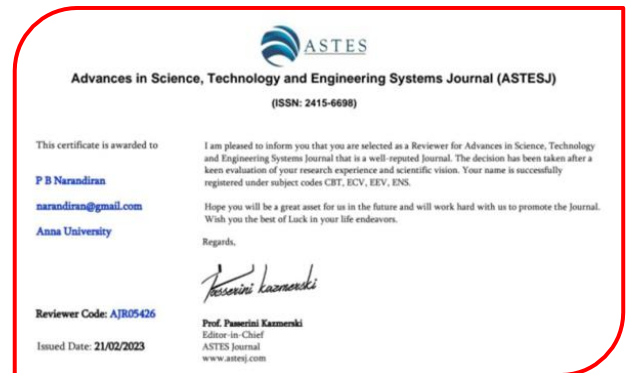 ASTES
Advances in Science, Technology and Engineering Systems Journal (ASTESJ)
(ISSN: 2415-6698)
This certificate is awarded to
P B Narandiran
narandiran@gmail.com
Anna University
Reviewer Code: AJR05426
Issued Date: 21/02/2023
I am pleased to inform you that you are selected as a Reviewer for Advances in Science, Technology
and Engineering Systems Journal that is a well-reputed Journal. The decision has been taken after a
keen evaluation of your research experience and scientific vision. Your name is successfully
registered under subject codes CBT, ECV, EEV, ENS.
Hope you will be a great asset for us in the future and will work hard with us to promote the Journal.
Wish you the best of Luck in your life endeavors.
Regards,
Passerini kazmerski
Prof. Passerini Kazmerski
Editor-in-Chief
ASTES Journal
www.astesj.com